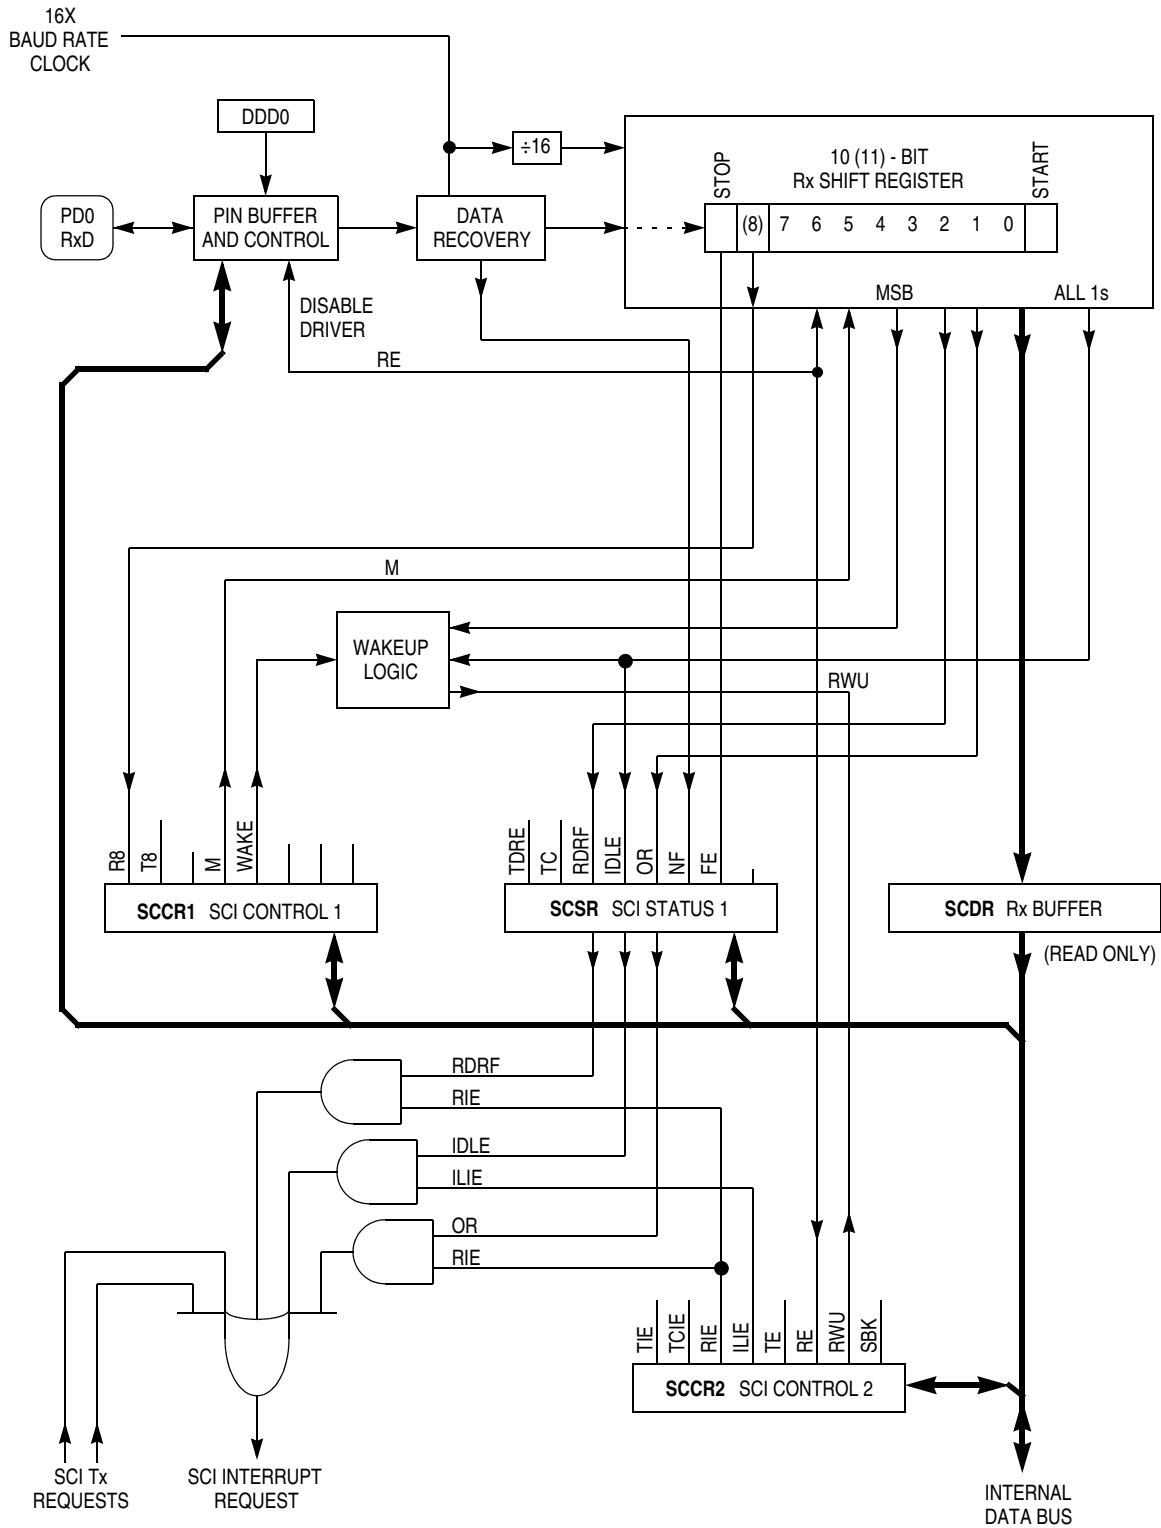 16X
BAUD RATE
CLOCK
DDD0
÷16
10 (11) - BIT
Rx SHIFT REGISTER
STOP
START
PD0
RxD
PIN BUFFER
AND CONTROL
DATA
RECOVERY
(8) 7 6 5 4 3 2 1 0
MSB
ALL 1s
DISABLE
DRIVER
RE
M
WAKEUP
LOGIC
RWU
R8
T8
M
WAKE
TDRE
TC
RDRF
IDLE
OR
NF
FE
SCCR1 SCI CONTROL 1
SCSR SCI STATUS 1
SCDR Rx BUFFER
(READ ONLY)
RDRF
RIE
IDLE
ILIE
OR
RIE
TIE
TCIE
RIE
ILIE
TE
RE
RWU
SBK
SCCR2 SCI CONTROL 2
SCI Tx
REQUESTS
SCI INTERRUPT
REQUEST
INTERNAL
DATA BUS